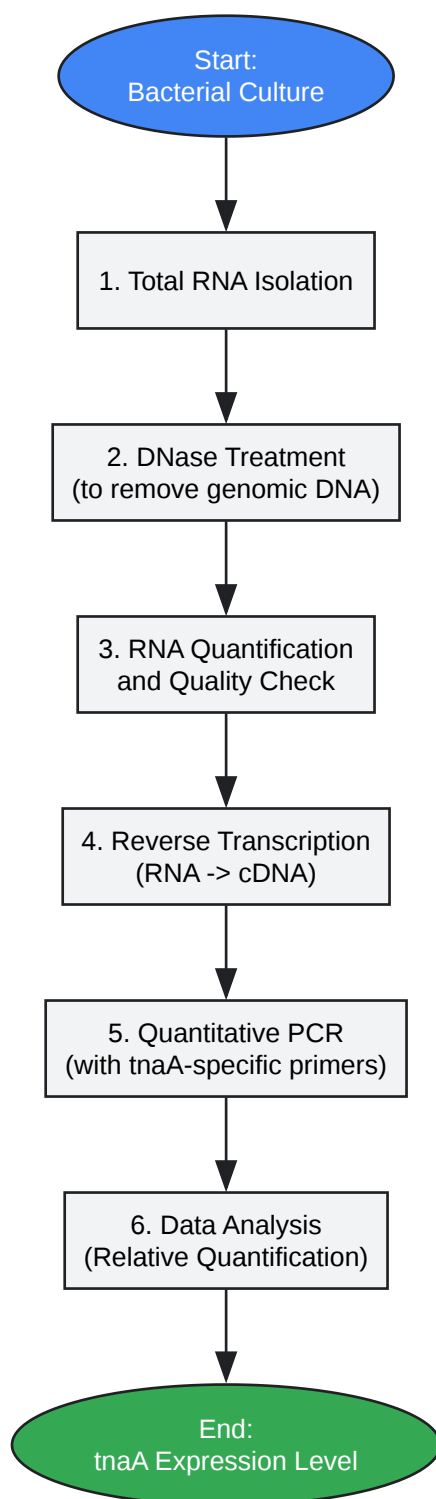 Start:
Bacterial Culture
1. Total RNA Isolation
2. DNase Treatment
(to remove genomic DNA)
3. RNA Quantification
and Quality Check
4. Reverse Transcription
(RNA -> cDNA)
5. Quantitative PCR
(with tnaA-specific primers)
6. Data Analysis
(Relative Quantification)
End:
tnaA Expression Level